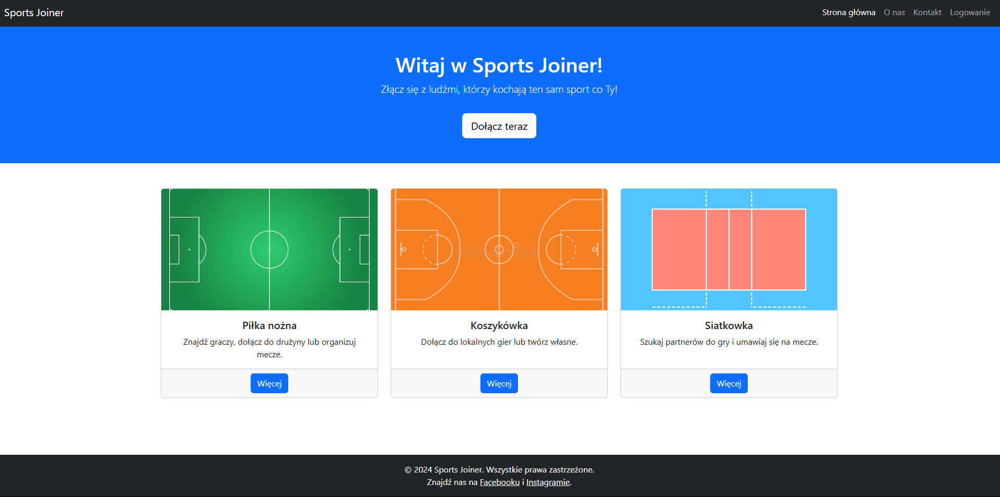 Sports Joiner
Strona główna O nas Kontakt Logowanie
Witaj w Sports Joiner!
Złącz się z ludźmi, którzy kochają ten sam sport co Ty!
Dołącz teraz
dreamstime
Piłka nożna
Znajdź graczy, dołącz do drużyny lub organizuj
mecze.
Więcej
Koszykówka
Dołącz do lokalnych gier lub twórz własne.
Więcej
Siatkowka
Szukaj partnerów do gry i umawiaj się na mecze.
Więcej
© 2024 Sports Joiner. Wszystkie prawa zastrzeżone.
Znajdź nas na Facebooku i Instagramie.